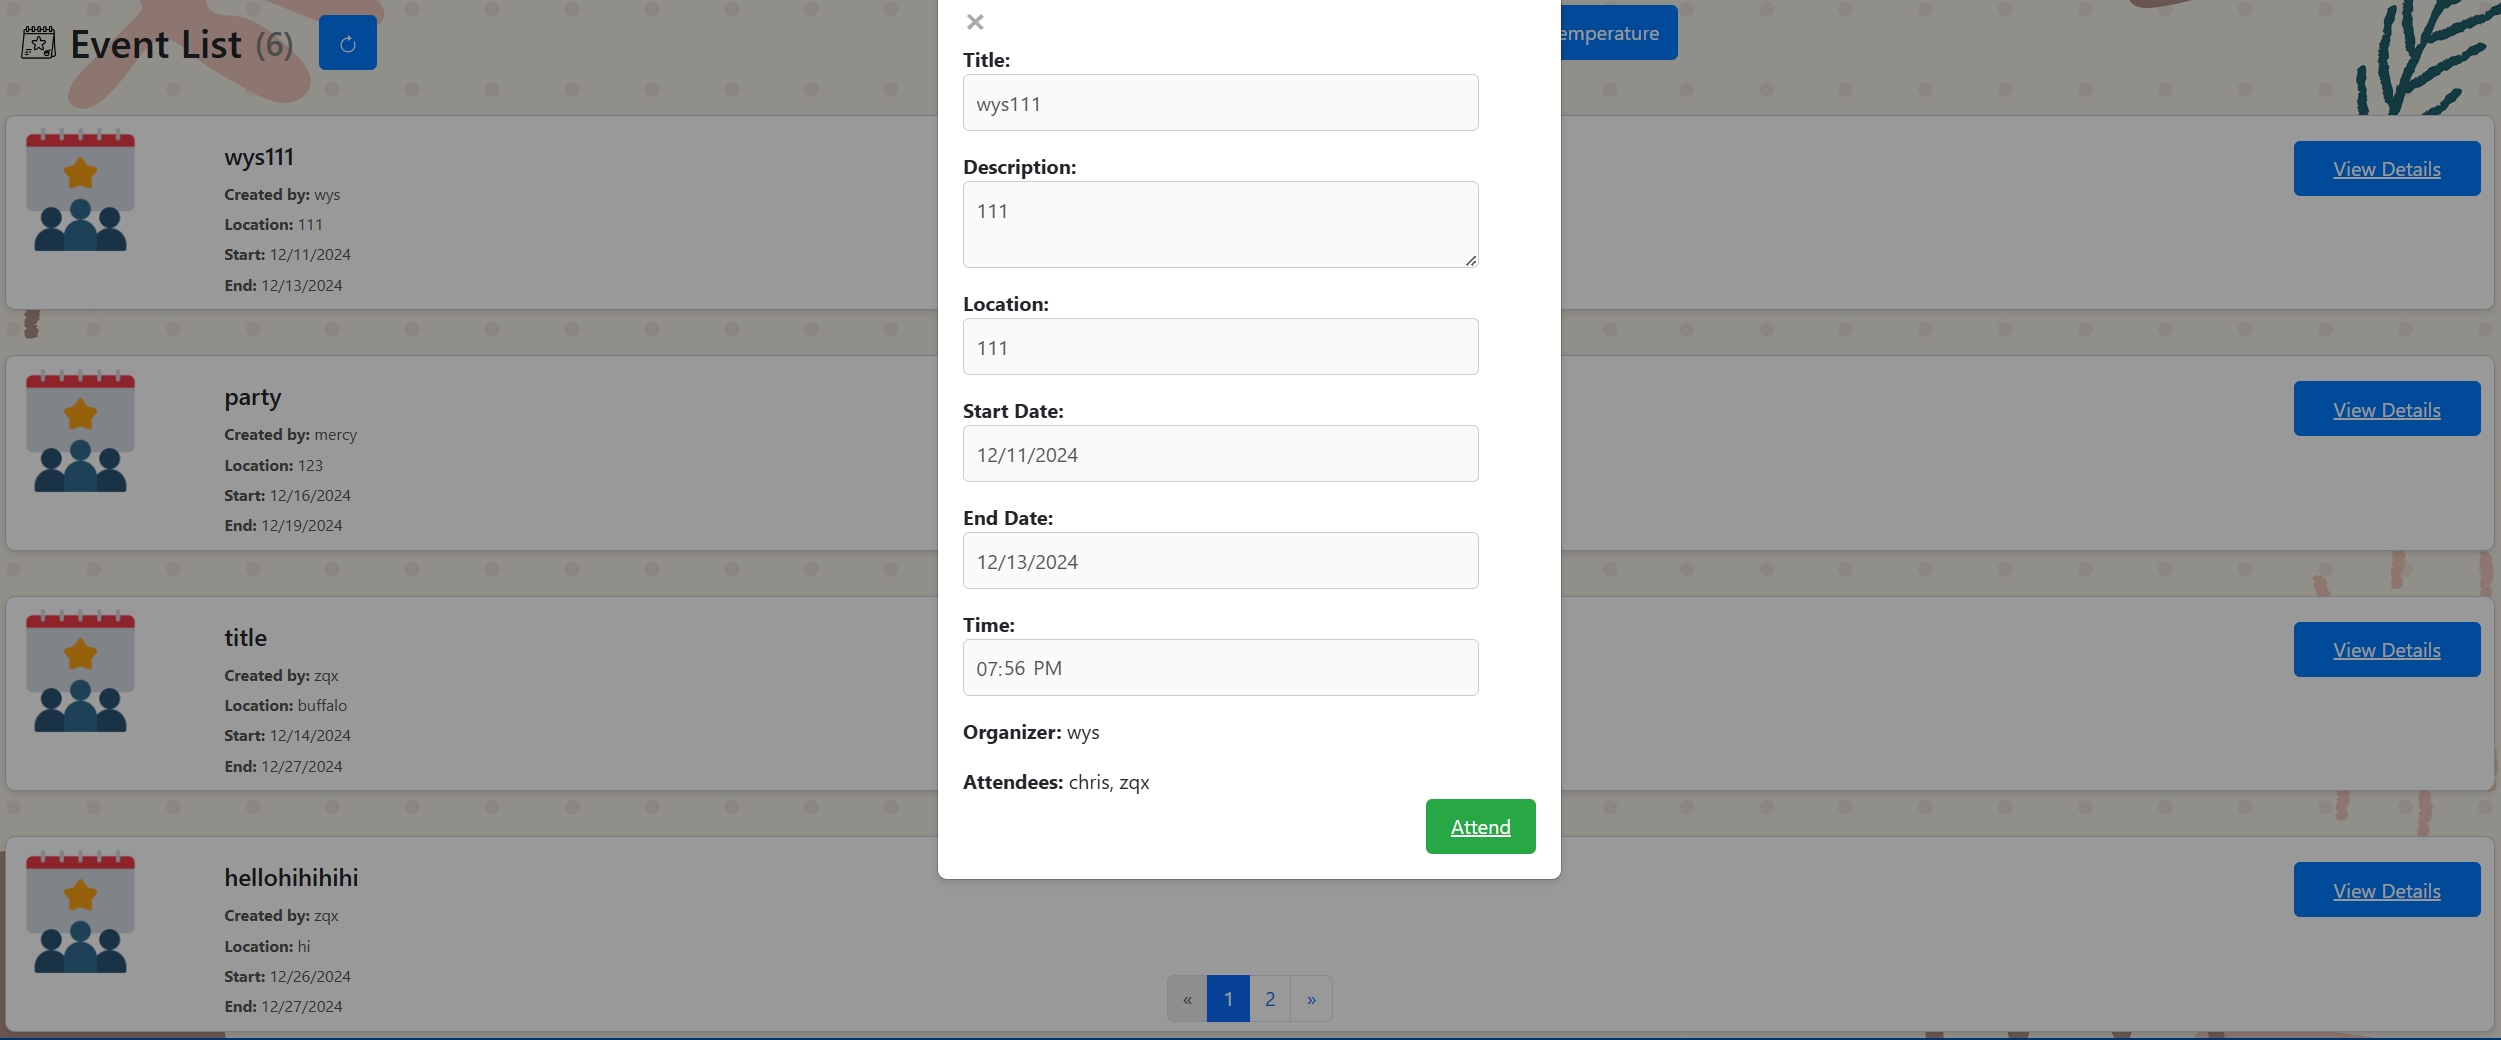 Event List (6)
emperature
wys111
Created by: wys
Location: 111
Start: 12/11/2024
End: 12/13/2024
View Details
party
Created by: mercy
Location: 123
Start: 12/16/2024
End: 12/19/2024
View Details
title
Created by: zqx
Location: buffalo
Start: 12/14/2024
End: 12/27/2024
View Details
hellohihihihi
Created by: zqx
Location: hi
Start: 12/26/2024
End: 12/27/2024
View Details
×
Title:
wys111
Description:
111
Location:
111
Start Date:
12/11/2024
End Date:
12/13/2024
Time:
07:56 PM
Organizer: wys
Attendees: chris, zqx
Attend
« 1 2 »